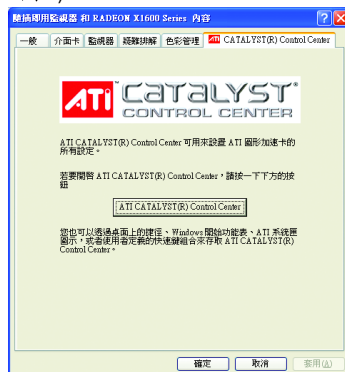 隨插即用監視器 和 RADEON X1600 Series 內容
一般 介面卡 監視器 疑難排解 色彩管理 ATI CATALYST(R) Control Center
ATI CATALYST™
CONTROL CENTER
ATI CATALYST(R) Control Center 可用來設置 ATI 圖形加速卡的
所有設定。
若要開啓 ATI CATALYST(R) Control Center，請按一下下方的按
鈕
ATI CATALYST(R) Control Center
您也可以透過桌面上的捷徑、Windows 開始功能表、ATI 系統匣
圖示，或者使用者定義的快速鍵組合來存取 ATI CATALYST(R)
Control Center。
確定 取消 套用(A)